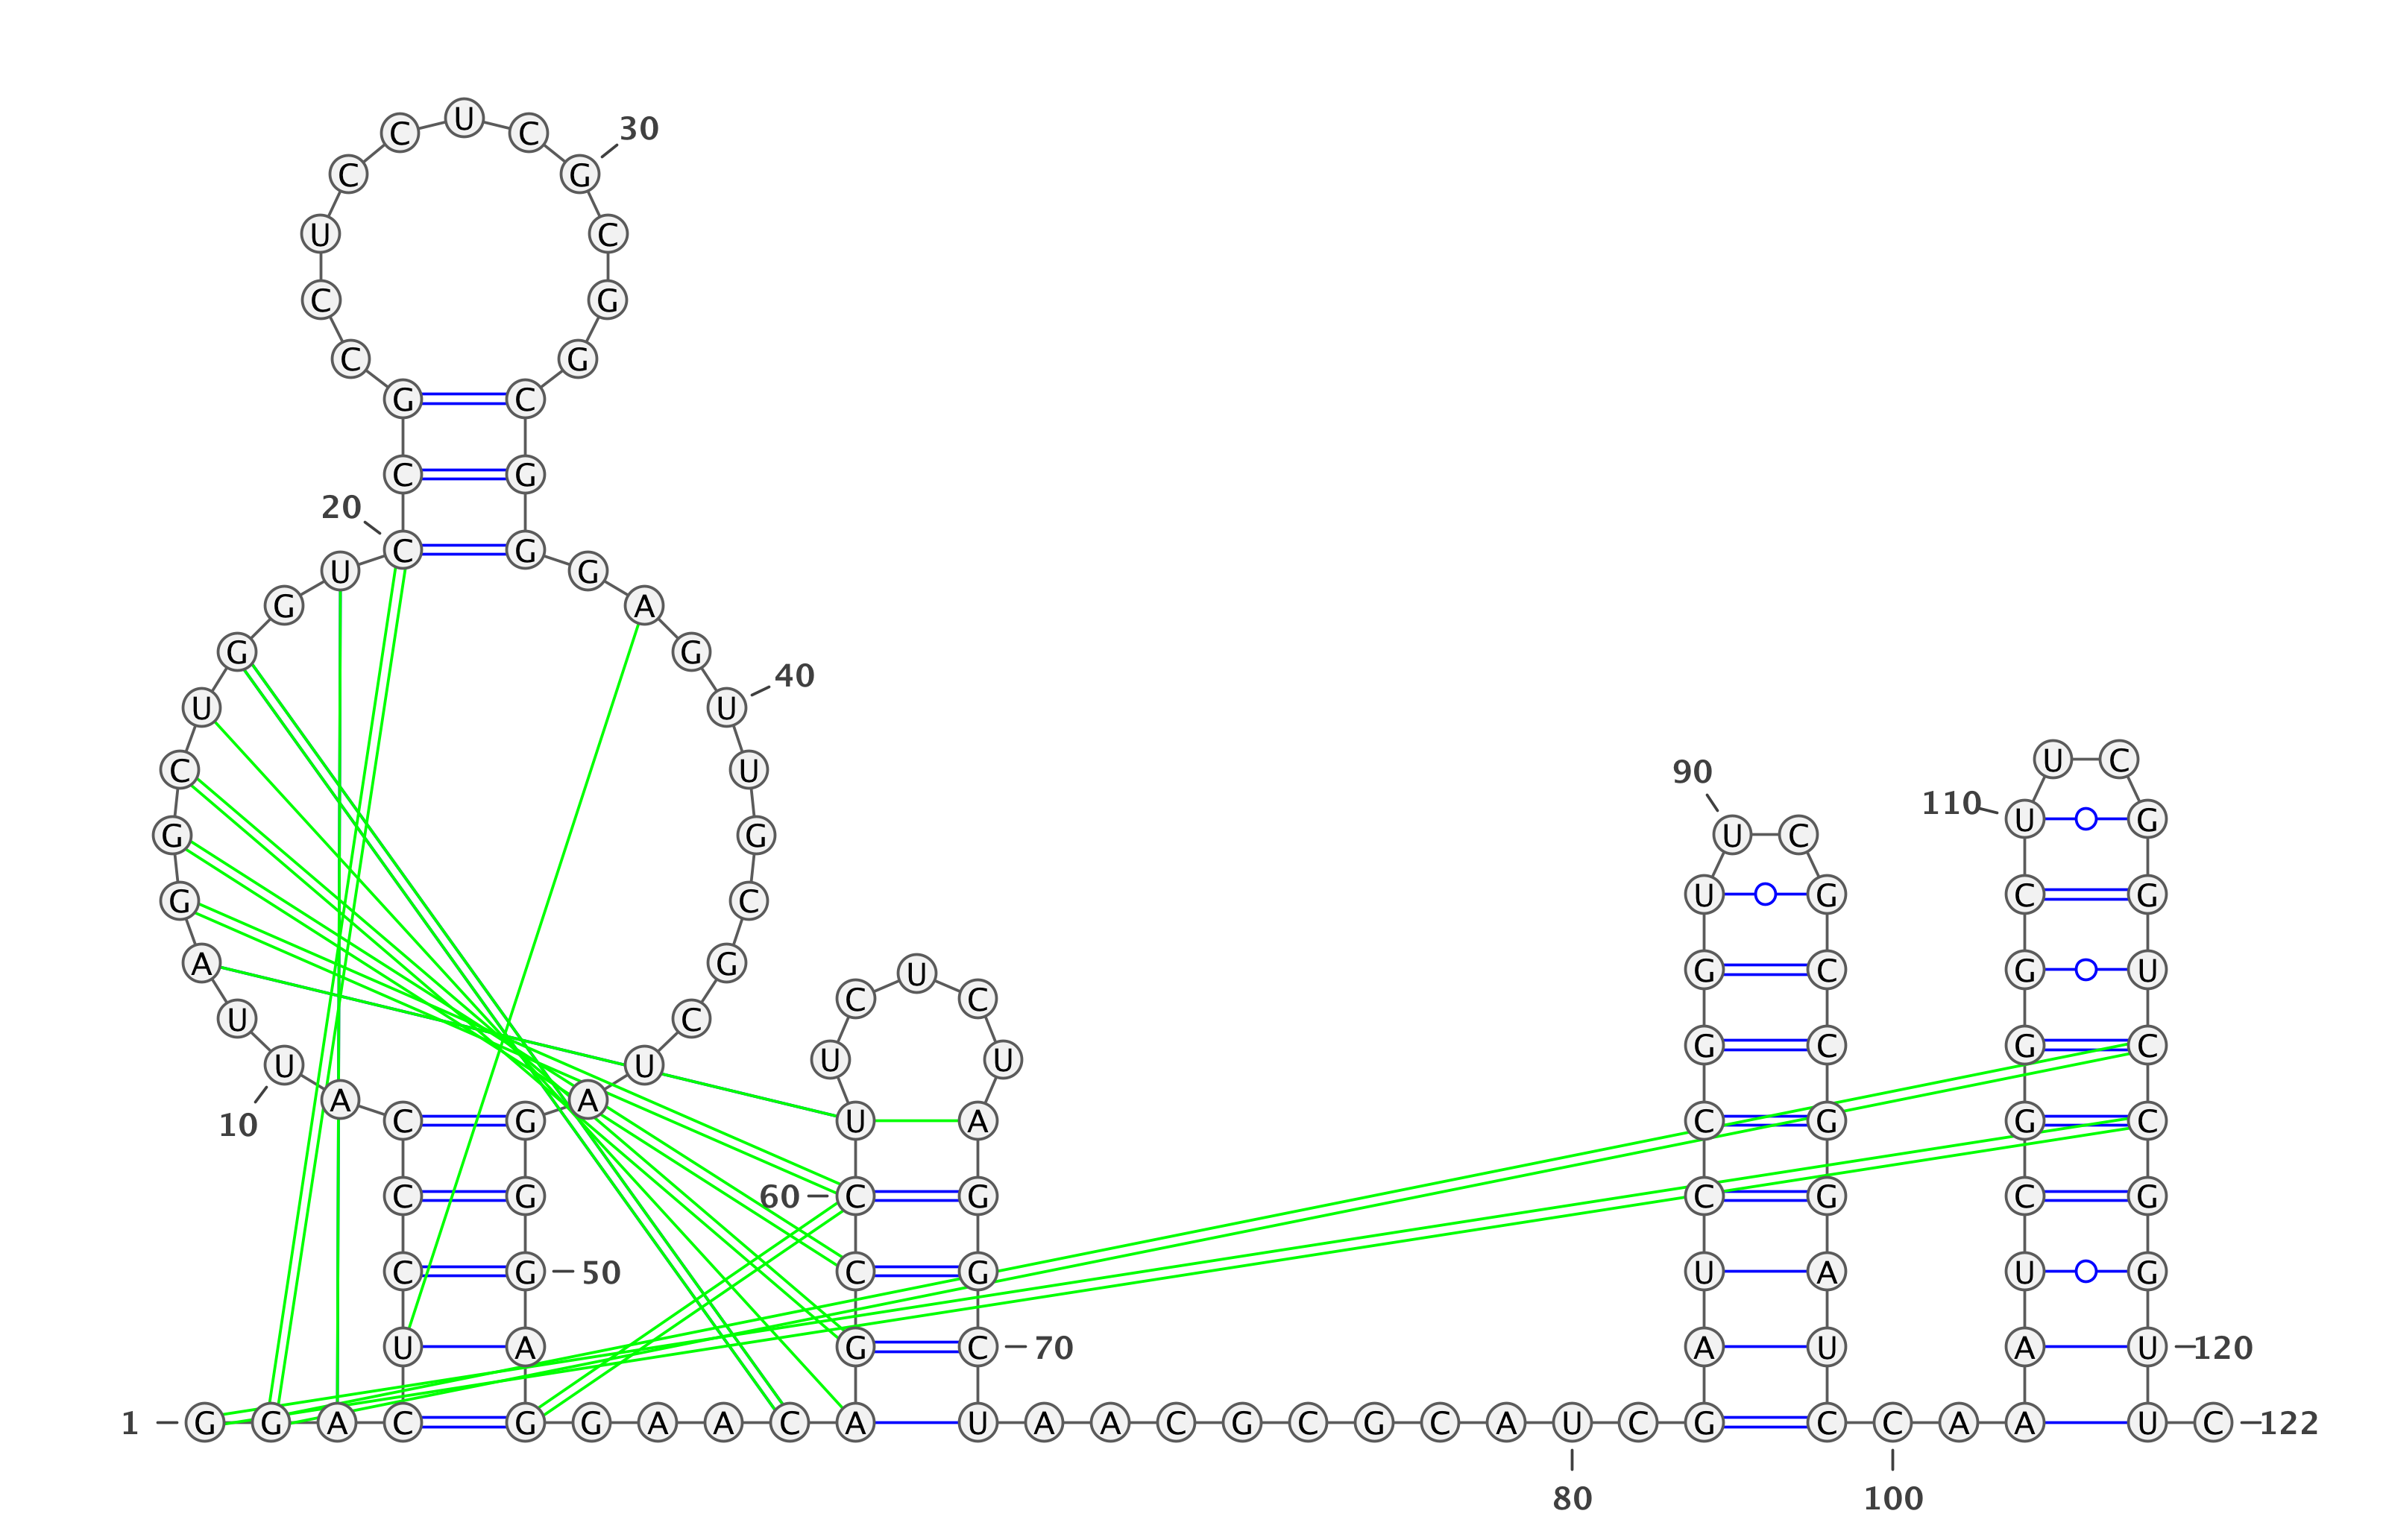 U
C C 30
C G
U C
C G
C G
G C
C G
20
C G
U G
G A
G G
40
U U
U C
C U 90
110 U G
G G U C
U G C G
G C
A G U G C G U
C C
U C
G C G C
U U
U U
A A
C G U A C G G C
10
C G 60 C G C G C G
C G 50 C G U A U G
U A G C 70 A U A U 120
1 G G A C G G A A C A U A A C G C G C A U C G C C A A U C 122
80 100